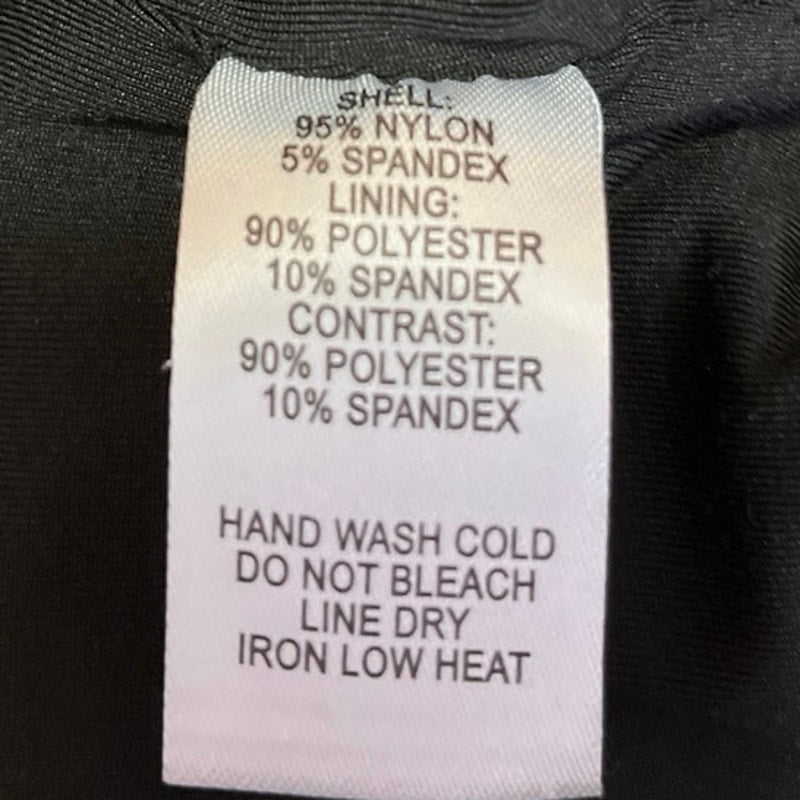 SHELL:
95% NYLON
5% SPANDEX
LINING:
90% POLYESTER
10% SPANDEX
CONTRAST:
90% POLYESTER
10% SPANDEX
HAND WASH COLD
DO NOT BLEACH
LINE DRY
IRON LOW HEAT